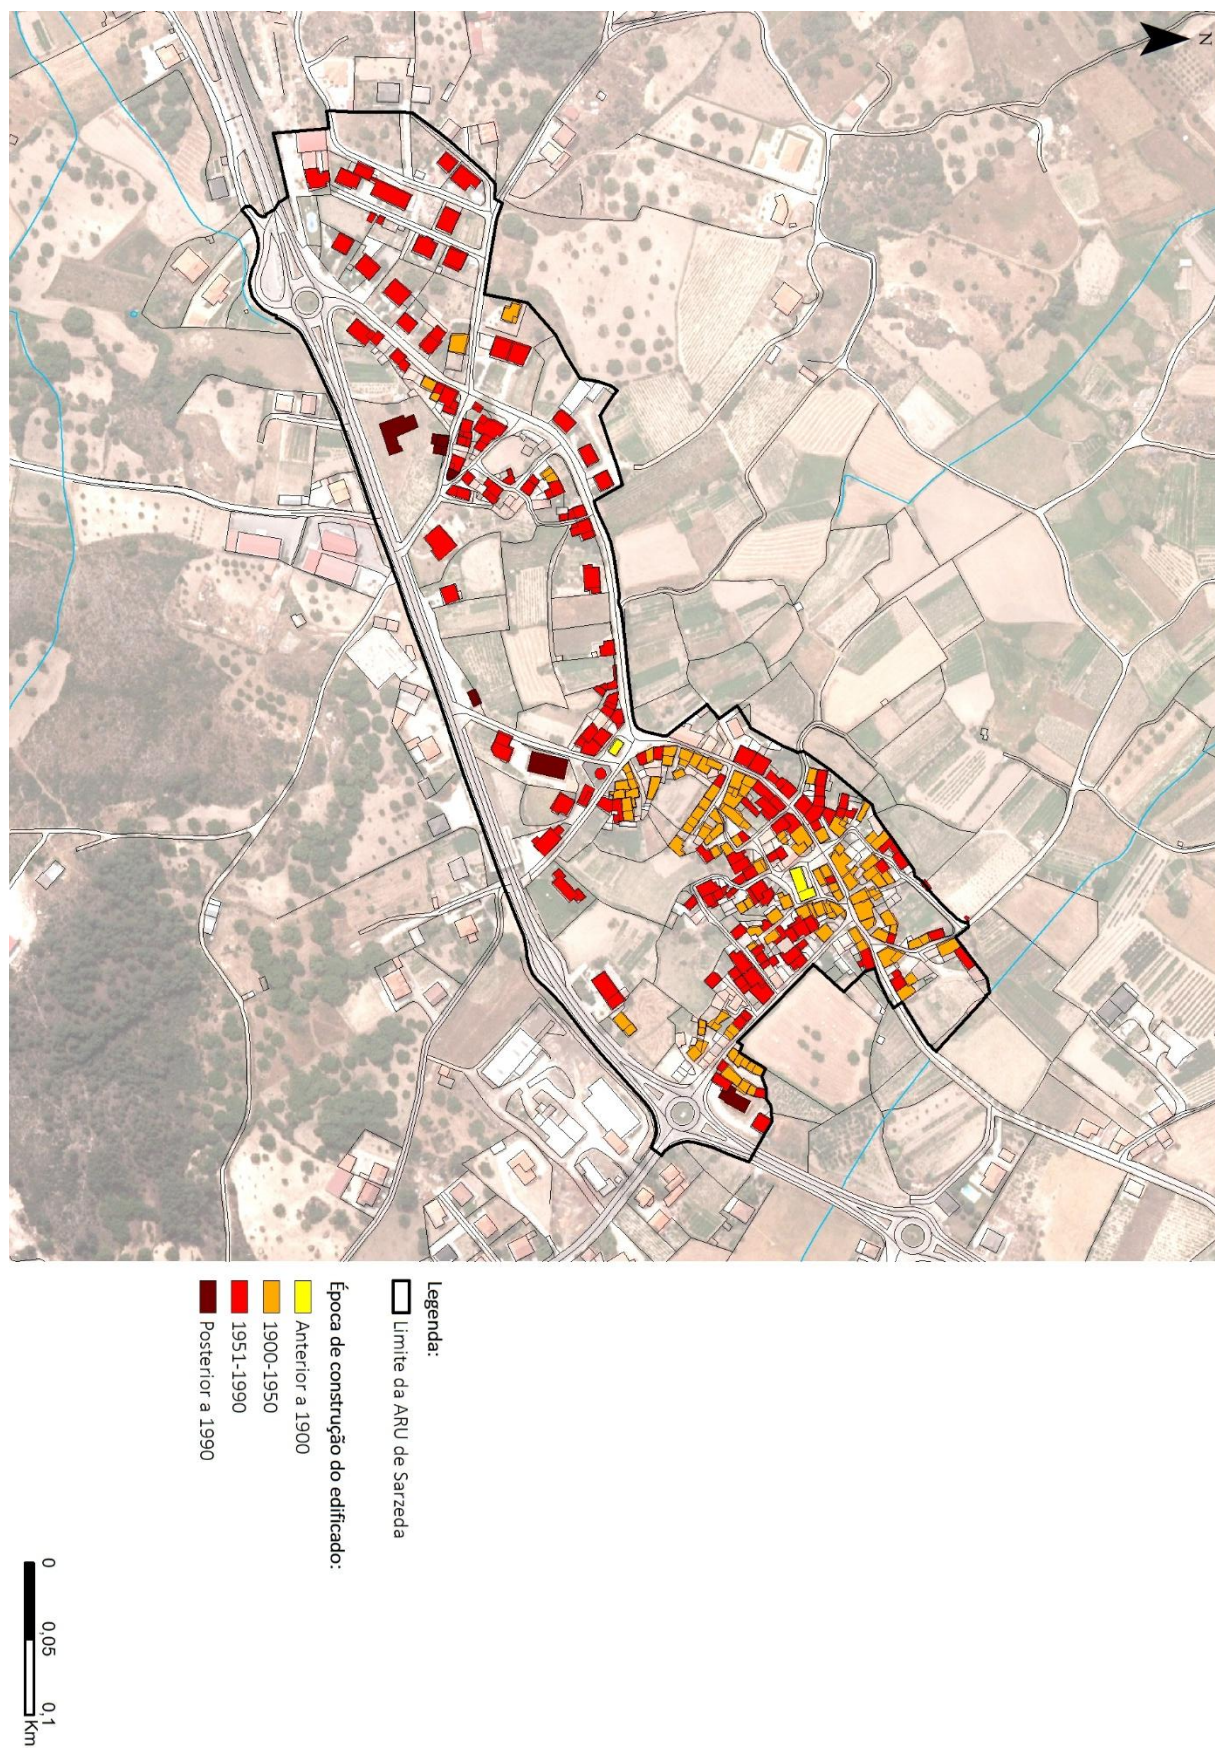 N
Legenda:
Limite da ARU de Sarzeda
Época de construção do edificado:
Anterior a 1900
1900-1950
1951-1990
Posterior a 1990
0 0,05 0,1
Km